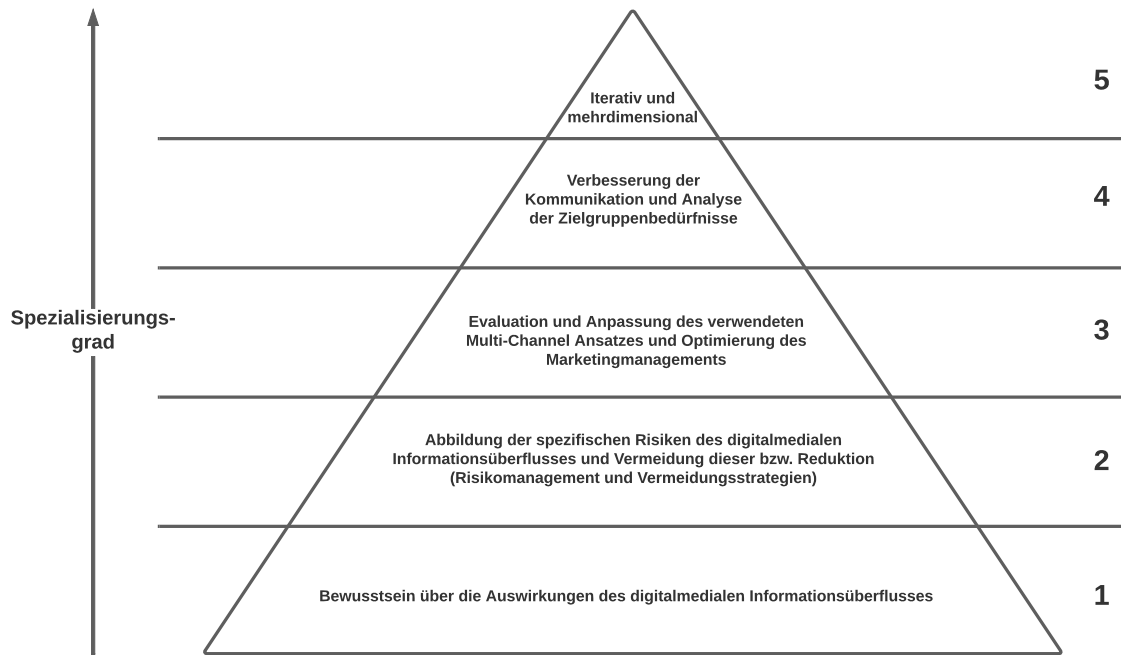 Iterativ und
mehrdimensional
5
Verbesserung der
Kommunikation und Analyse
der Zielgruppenbedürfnisse
4
Spezialisierungs-
grad
Evaluation und Anpassung des verwendeten
Multi-Channel Ansatzes und Optimierung des
Marketingmanagements
3
Abbildung der spezifischen Risiken des digitalmedialen
Informationsüberflusses und Vermeidung dieser bzw. Reduktion
(Risikomanagement und Vermeidungsstrategien)
2
Bewusstsein über die Auswirkungen des digitalmedialen Informationsüberflusses
1